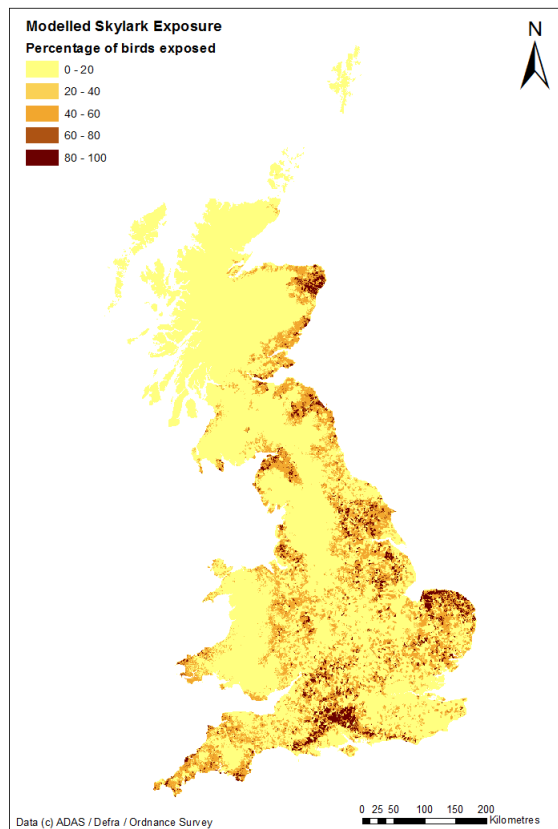 Modelled Skylark Exposure
Percentage of birds exposed
0 - 20
20 - 40
40 - 60
60 - 80
80 - 100
N
0 25 50 100 150 200
Kilometres
Data (c) ADAS / Defra / Ordnance Survey